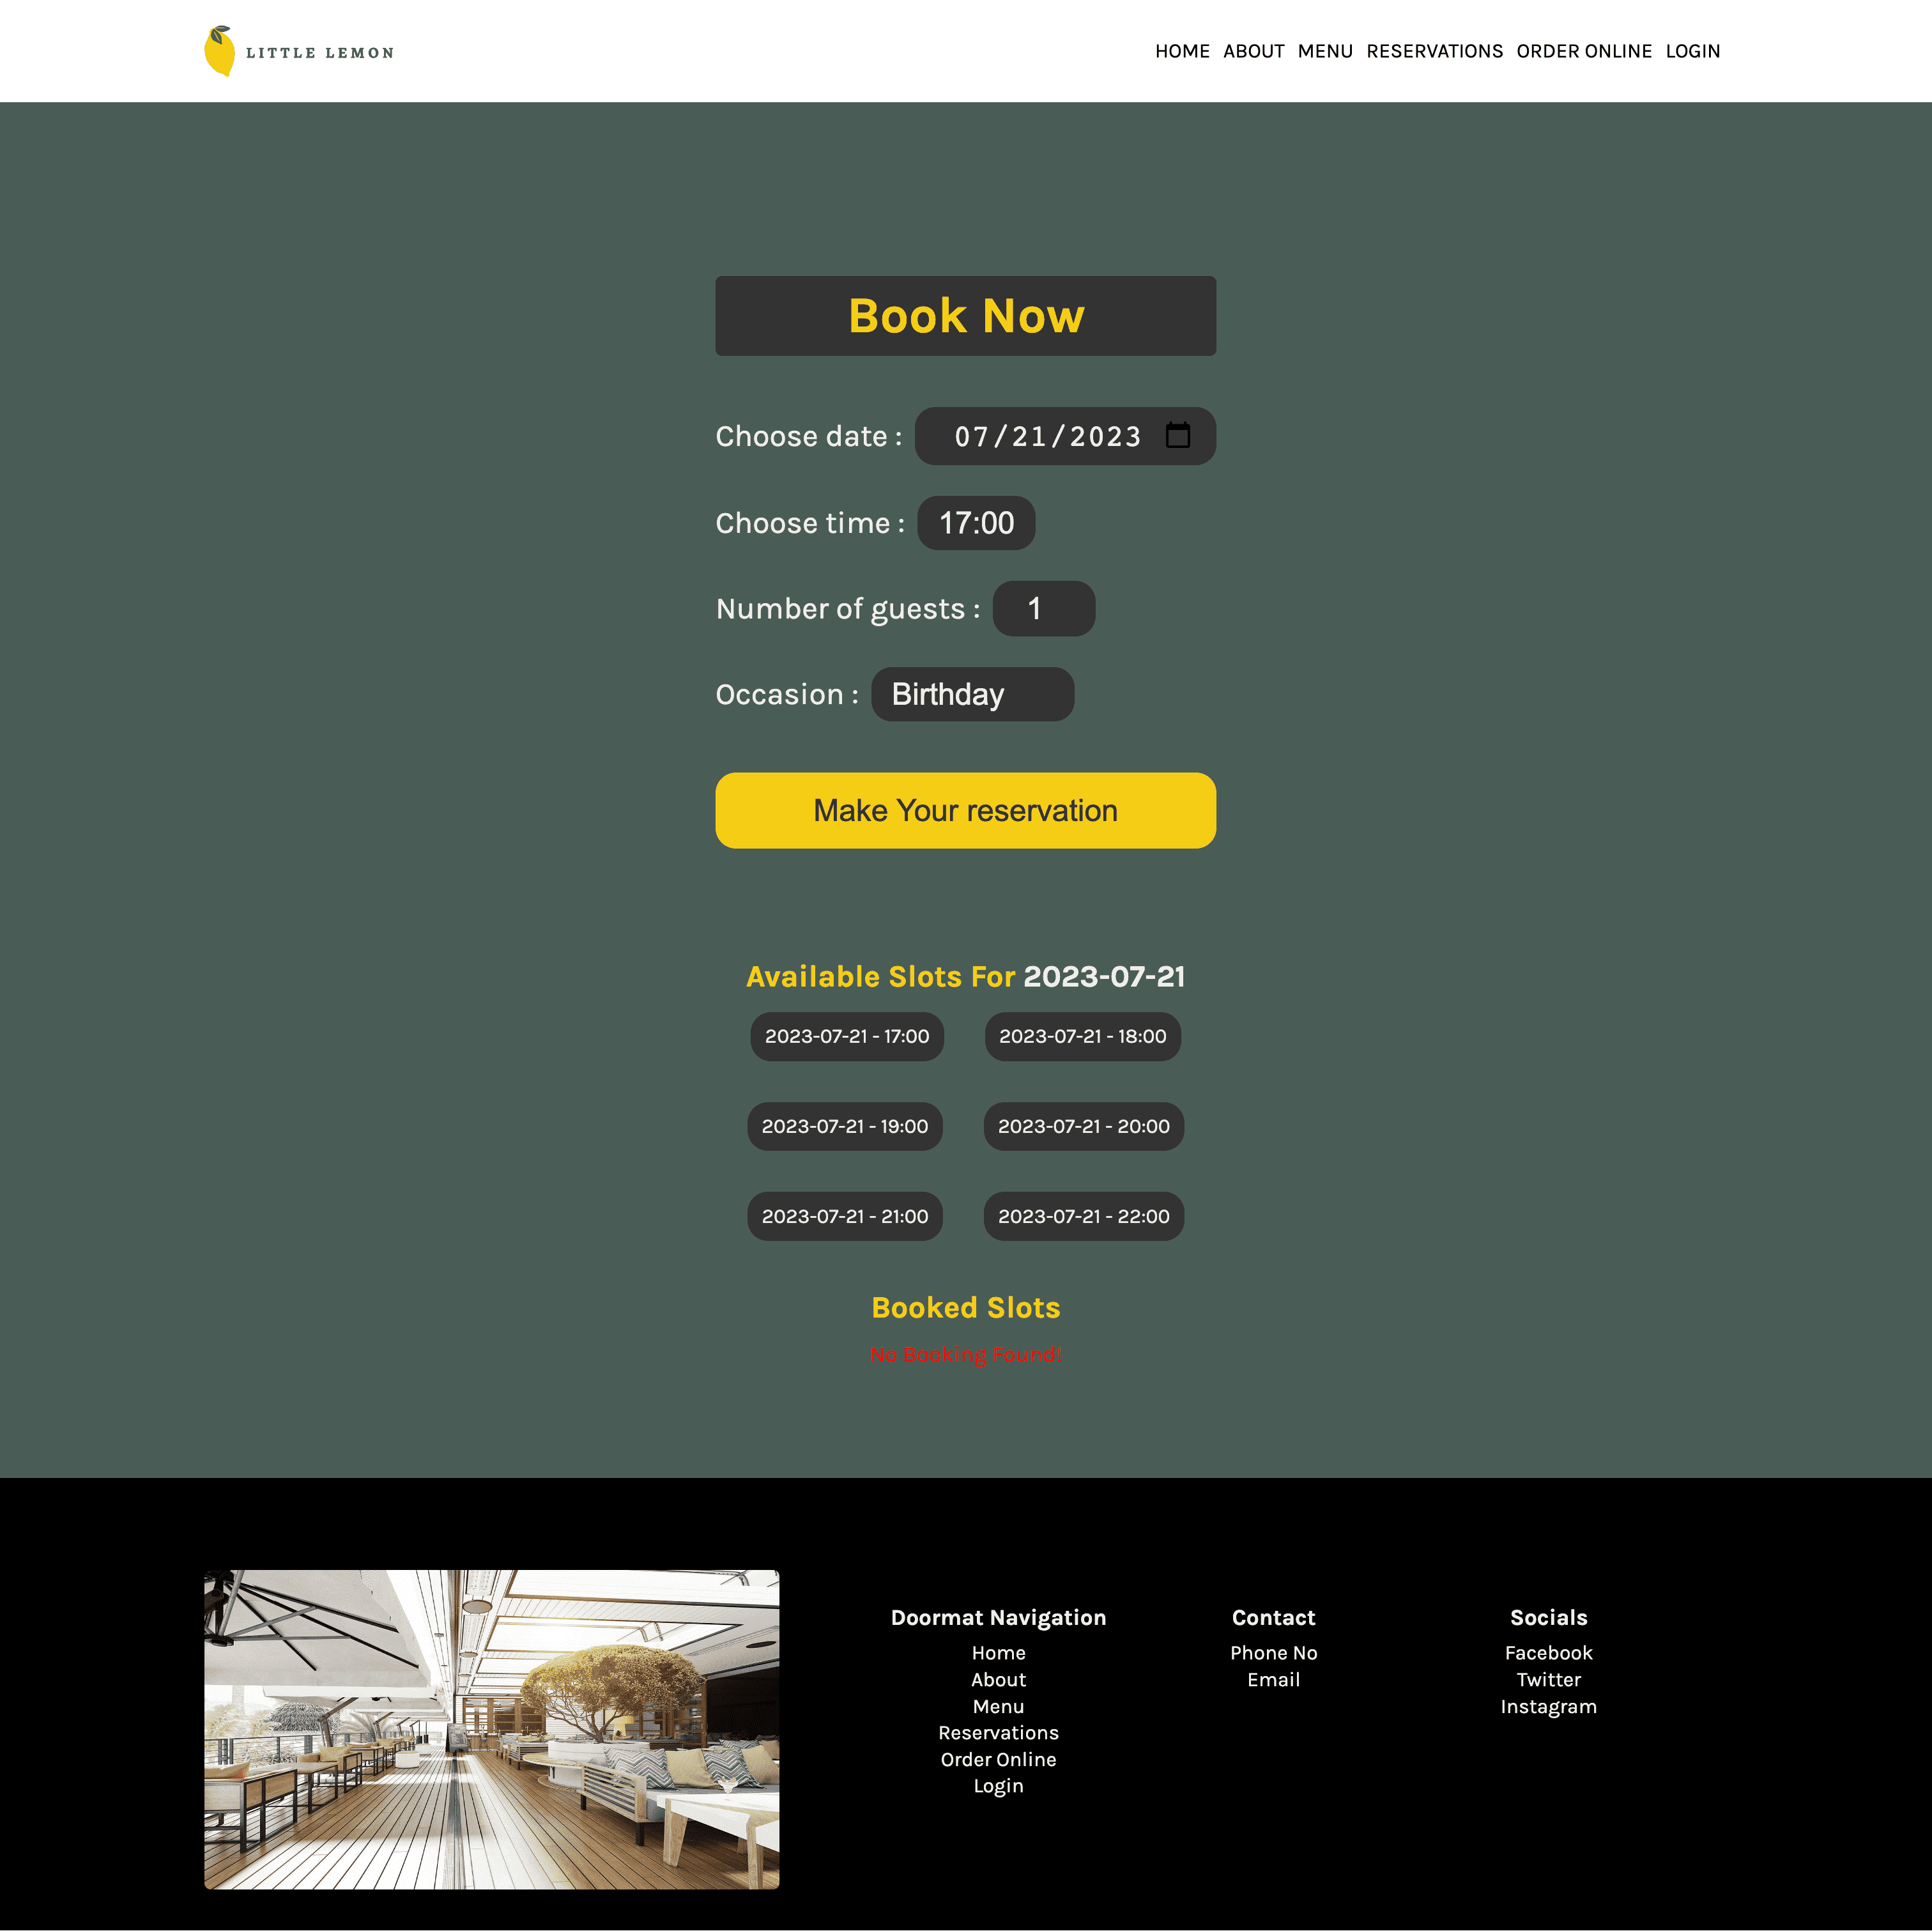 LITTLE LEMON
HOME ABOUT MENU RESERVATIONS ORDER ONLINE LOGIN
Book Now
Choose date : 07/21/2023
Choose time : 17:00
Number of guests : 1
Occasion : Birthday
Make Your reservation
Available Slots For 2023-07-21
2023-07-21 - 17:00
2023-07-21 - 18:00
2023-07-21 - 19:00
2023-07-21 - 20:00
2023-07-21 - 21:00
2023-07-21 - 22:00
Booked Slots
No Booking Found!
Doormat Navigation
Home
About
Menu
Reservations
Order Online
Login
Contact
Phone No
Email
Socials
Facebook
Twitter
Instagram